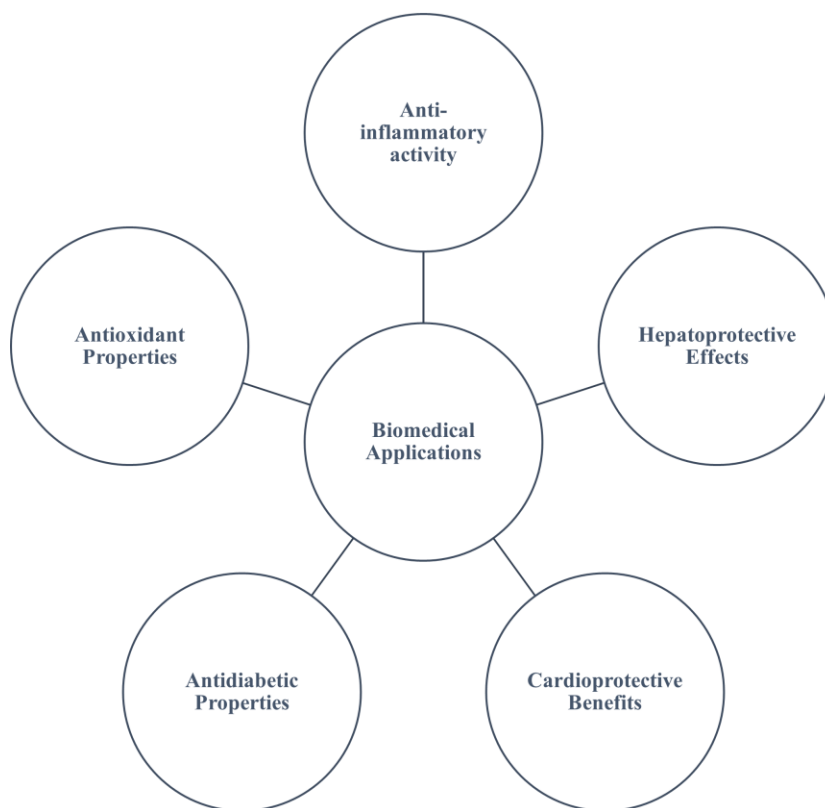 Anti-
inflammatory
activity
Antioxidant
Properties
Hepatoprotective
Effects
Biomedical
Applications
Antidiabetic
Properties
Cardioprotective
Benefits